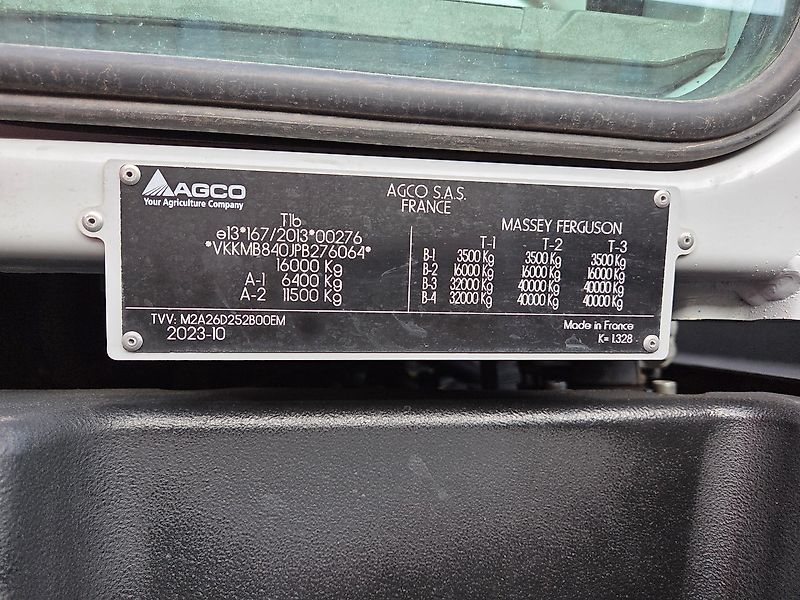 AGCO
Your Agriculture Company
AGCO S.A.S.
FRANCE
T1b
e13*167/2013*00276
*VKKMB840JPB276064*
16000 Kg
A-1 6400 Kg
A-2 11500 Kg
MASSEY FERGUSON
T-1 T-2 T-3
B-1 3500 Kg 3500 Kg 3500 Kg
B-2 16000 Kg 16000 Kg 16000 Kg
B-3 32000 Kg 40000 Kg 40000 Kg
B-4 32000 Kg 40000 Kg 40000 Kg
TVV: M2A26D252B00EM
2023-10
Made in France
K= 1.328